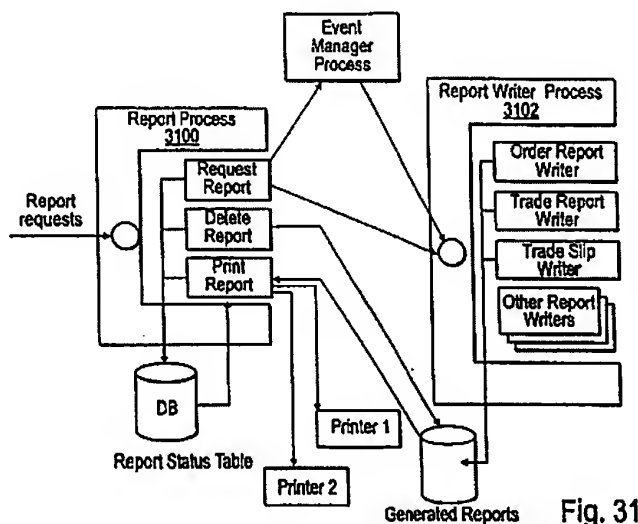 Event
Manager
Process
Report Process
3100
Report Writer Process
3102
Report
requests
Request
Report
Delete
Report
Print
Report
Order Report
Writer
Trade Report
Writer
Trade Slip
Writer
Other Report
Writers
DB
Report Status Table
Printer 1
Printer 2
Generated Reports
Fig. 31